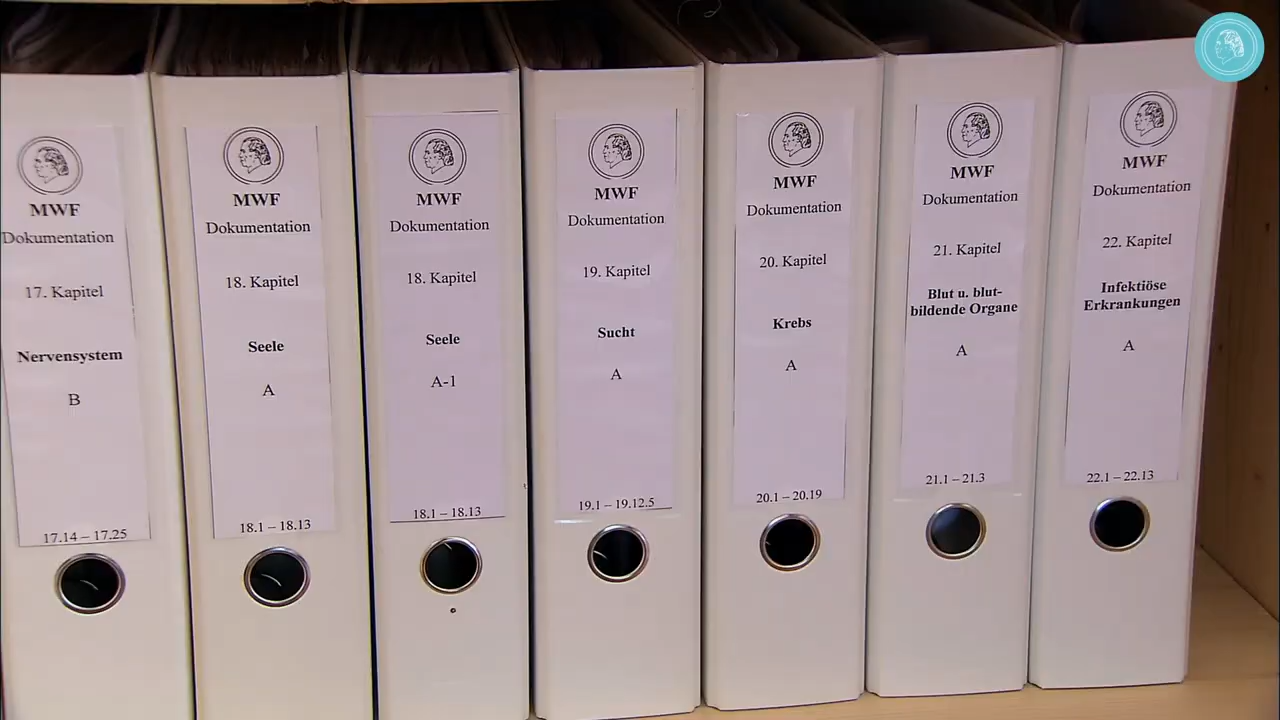 MWF
Dokumentation
17. Kapitel
Nervensystem
B
17.14 – 17.25
MWF
Dokumentation
18. Kapitel
Seele
A
18.1 – 18.13
MWF
Dokumentation
18. Kapitel
Seele
A-1
18.1 – 18.13
MWF
Dokumentation
19. Kapitel
Sucht
A
19.1 – 19.12.5
MWF
Dokumentation
20. Kapitel
Krebs
A
20.1 – 20.19
MWF
Dokumentation
21. Kapitel
Blut u. blut-
bildende Organe
A
21.1 – 21.3
MWF
Dokumentation
22. Kapitel
Infektiöse
Erkrankungen
A
22.1 – 22.13